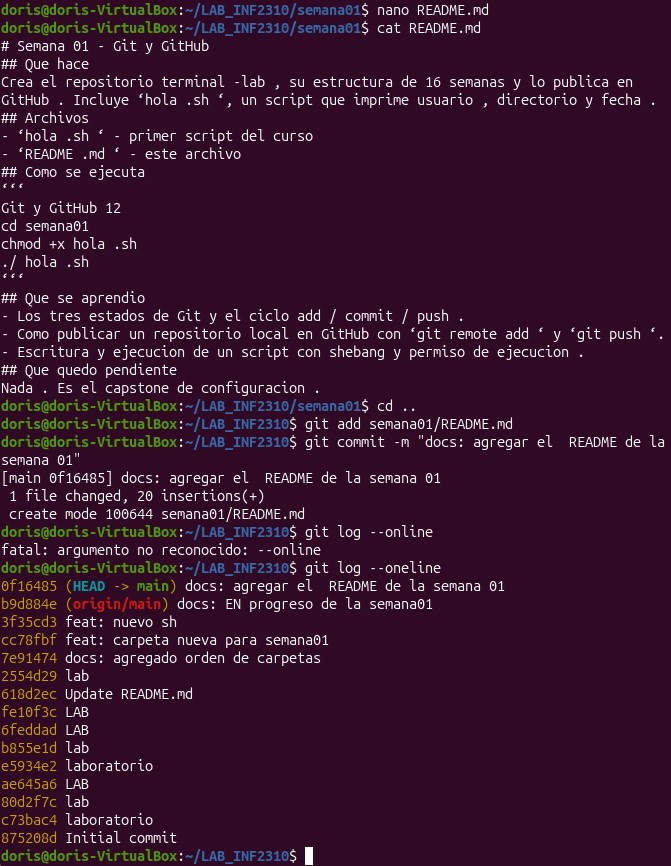 doris@doris-VirtualBox:~/LAB_INF2310/semana01$ nano README.md
doris@doris-VirtualBox:~/LAB_INF2310/semana01$ cat README.md
# Semana 01 - Git y GitHub
## Que hace
Crea el repositorio terminal -lab , su estructura de 16 semanas y lo publica en
GitHub . Incluye ‘hola .sh ‘, un script que imprime usuario , directorio y fecha .
## Archivos
- ‘hola .sh ‘ - primer script del curso
- ‘README .md ‘ - este archivo
## Como se ejecuta
‘‘‘
Git y GitHub 12
cd semana01
chmod +x hola .sh
./ hola .sh
‘‘‘
## Que se aprendio
- Los tres estados de Git y el ciclo add / commit / push .
- Como publicar un repositorio local en GitHub con ‘git remote add ‘ y ‘git push ‘.
- Escritura y ejecucion de un script con shebang y permiso de ejecucion .
## Que quedo pendiente
Nada . Es el capstone de configuracion .
doris@doris-VirtualBox:~/LAB_INF2310/semana01$ cd ..
doris@doris-VirtualBox:~/LAB_INF2310$ git add semana01/README.md
doris@doris-VirtualBox:~/LAB_INF2310$ git commit -m "docs: agregar el  README de la
semana 01"
[main 0f16485] docs: agregar el  README de la semana 01
 1 file changed, 20 insertions(+)
 create mode 100644 semana01/README.md
doris@doris-VirtualBox:~/LAB_INF2310$ git log --online
fatal: argumento no reconocido: --online
doris@doris-VirtualBox:~/LAB_INF2310$ git log --oneline
0f16485 (HEAD -> main) docs: agregar el  README de la semana 01
b9d884e (origin/main) docs: EN progreso de la semana01
3f35cd3 feat: nuevo sh
cc78fbf feat: carpeta nueva para semana01
7e91474 docs: agregado orden de carpetas
2554d29 lab
618d2ec Update README.md
fe10f3c LAB
6feddad LAB
b855e1d lab
e5934e2 laboratorio
ae645a6 LAB
80d2f7c lab
c73bac4 laboratorio
875208d Initial commit
doris@doris-VirtualBox:~/LAB_INF2310$